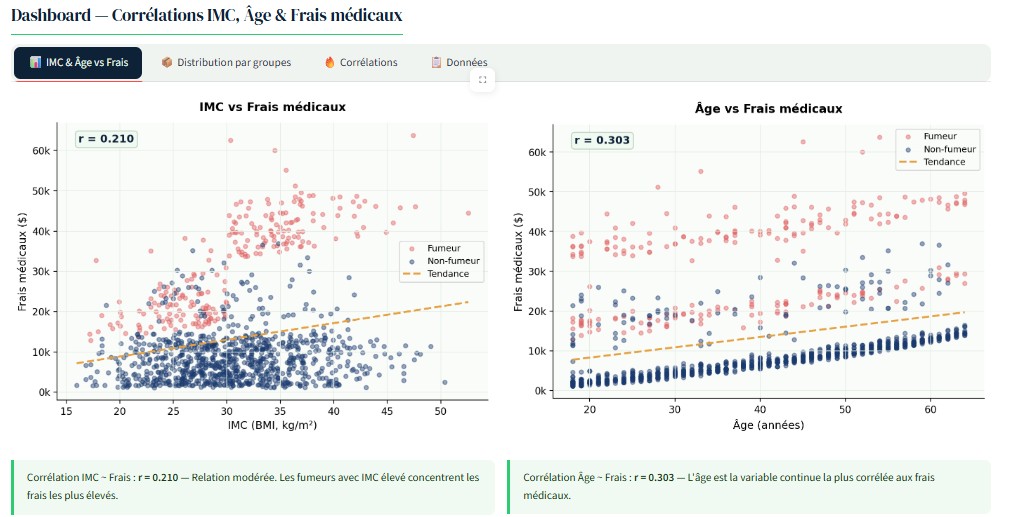 Dashboard — Corrélations IMC, Âge & Frais médicaux
IMC & Âge vs Frais
Distribution par groupes
Corrélations
Données
IMC vs Frais médicaux
r = 0.210
60k
50k
40k
30k
20k
10k
0k
Frais médicaux ($)
Fumeur
Non-fumeur
Tendance
15 20 25 30 35 40 45 50
IMC (BMI, kg/m²)
Âge vs Frais médicaux
r = 0.303
60k
50k
40k
30k
20k
10k
0k
Frais médicaux ($)
Fumeur
Non-fumeur
Tendance
20 30 40 50 60
Âge (années)
Corrélation IMC ~ Frais : r = 0.210 — Relation modérée. Les fumeurs avec IMC élevé concentrent les
frais les plus élevés.
Corrélation Âge ~ Frais : r = 0.303 — L'âge est la variable continue la plus corrélée aux frais
médicaux.